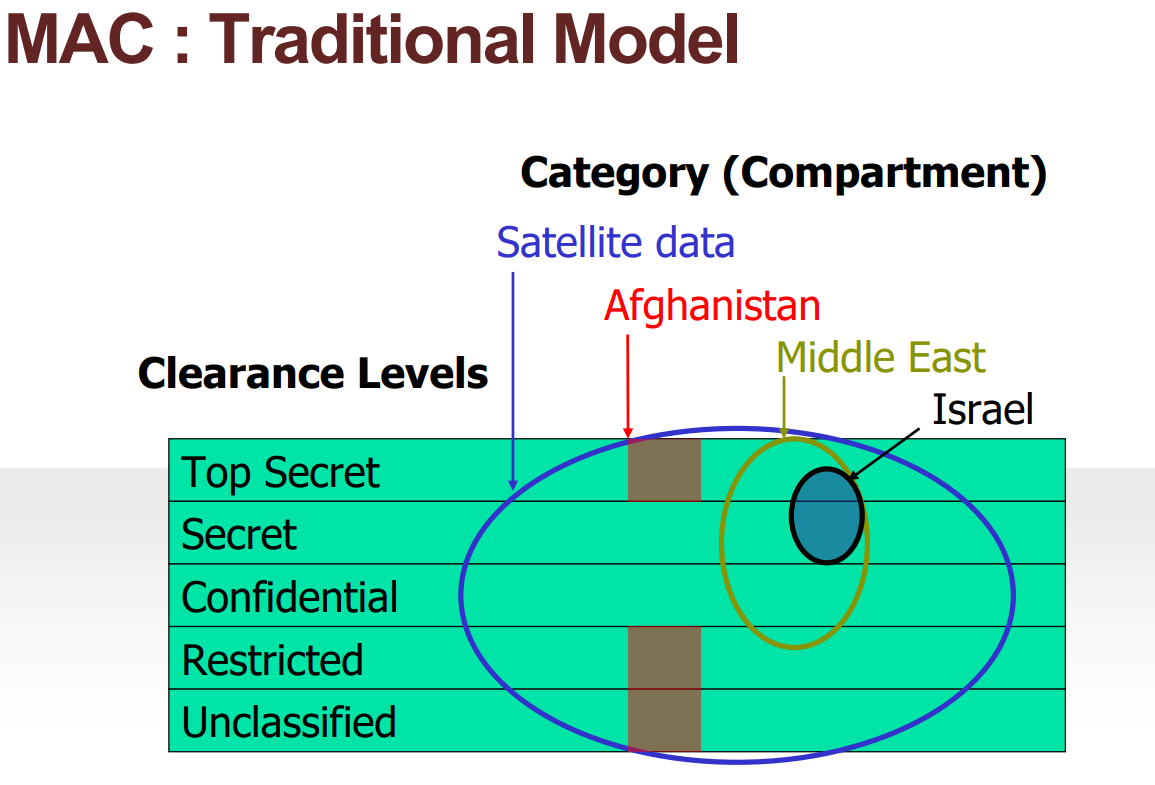 MAC : Traditional Model
Category (Compartment)
Satellite data
Afghanistan
Middle East
Clearance Levels
Israel
Top Secret
Secret
Confidential
Restricted
Unclassified